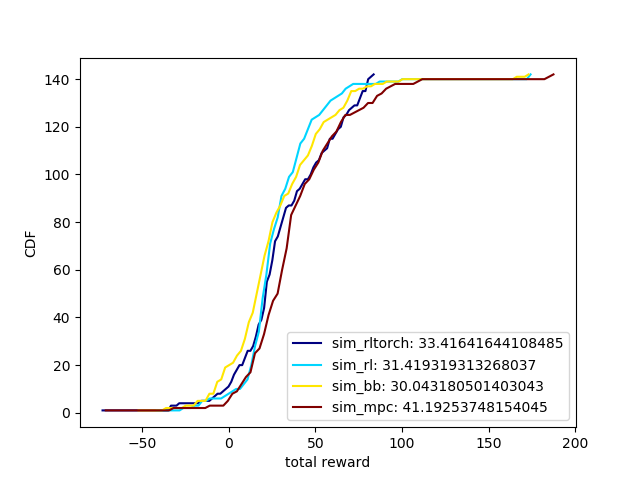 140
120
100
80
60
40
20
0
CDF
−50
0
50
100
150
200
total reward
sim_rltorch: 33.41641644108485
sim_rl: 31.419319313268037
sim_bb: 30.043180501403043
sim_mpc: 41.19253748154045